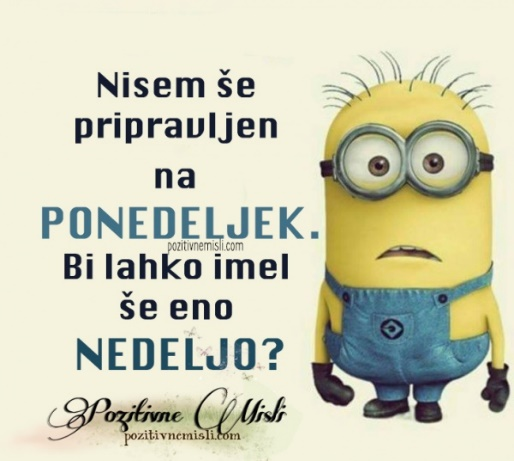 Nisem še
pripravljen
na
PONEDELJEK.
pozitivnemisli.com
Bi lahko imel
še eno
NEDELJO?
Pozitivne Misli
pozitivnemisli.com